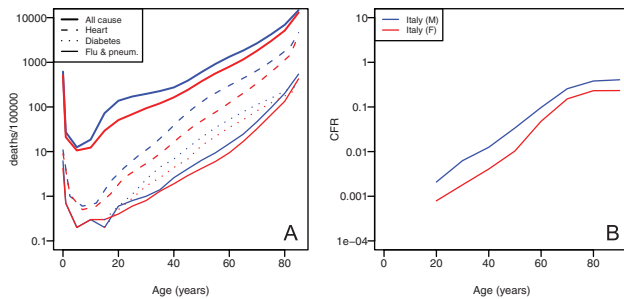 10000
1000
100
10
1
0.1
deaths/100000
All cause
Heart
Diabetes
Flu & pneum.
A
0
20
40
60
80
Age (years)
10
1
0.1
0.01
0.001
1e−04
CFR
Italy (M)
Italy (F)
B
0
20
40
60
80
Age (years)